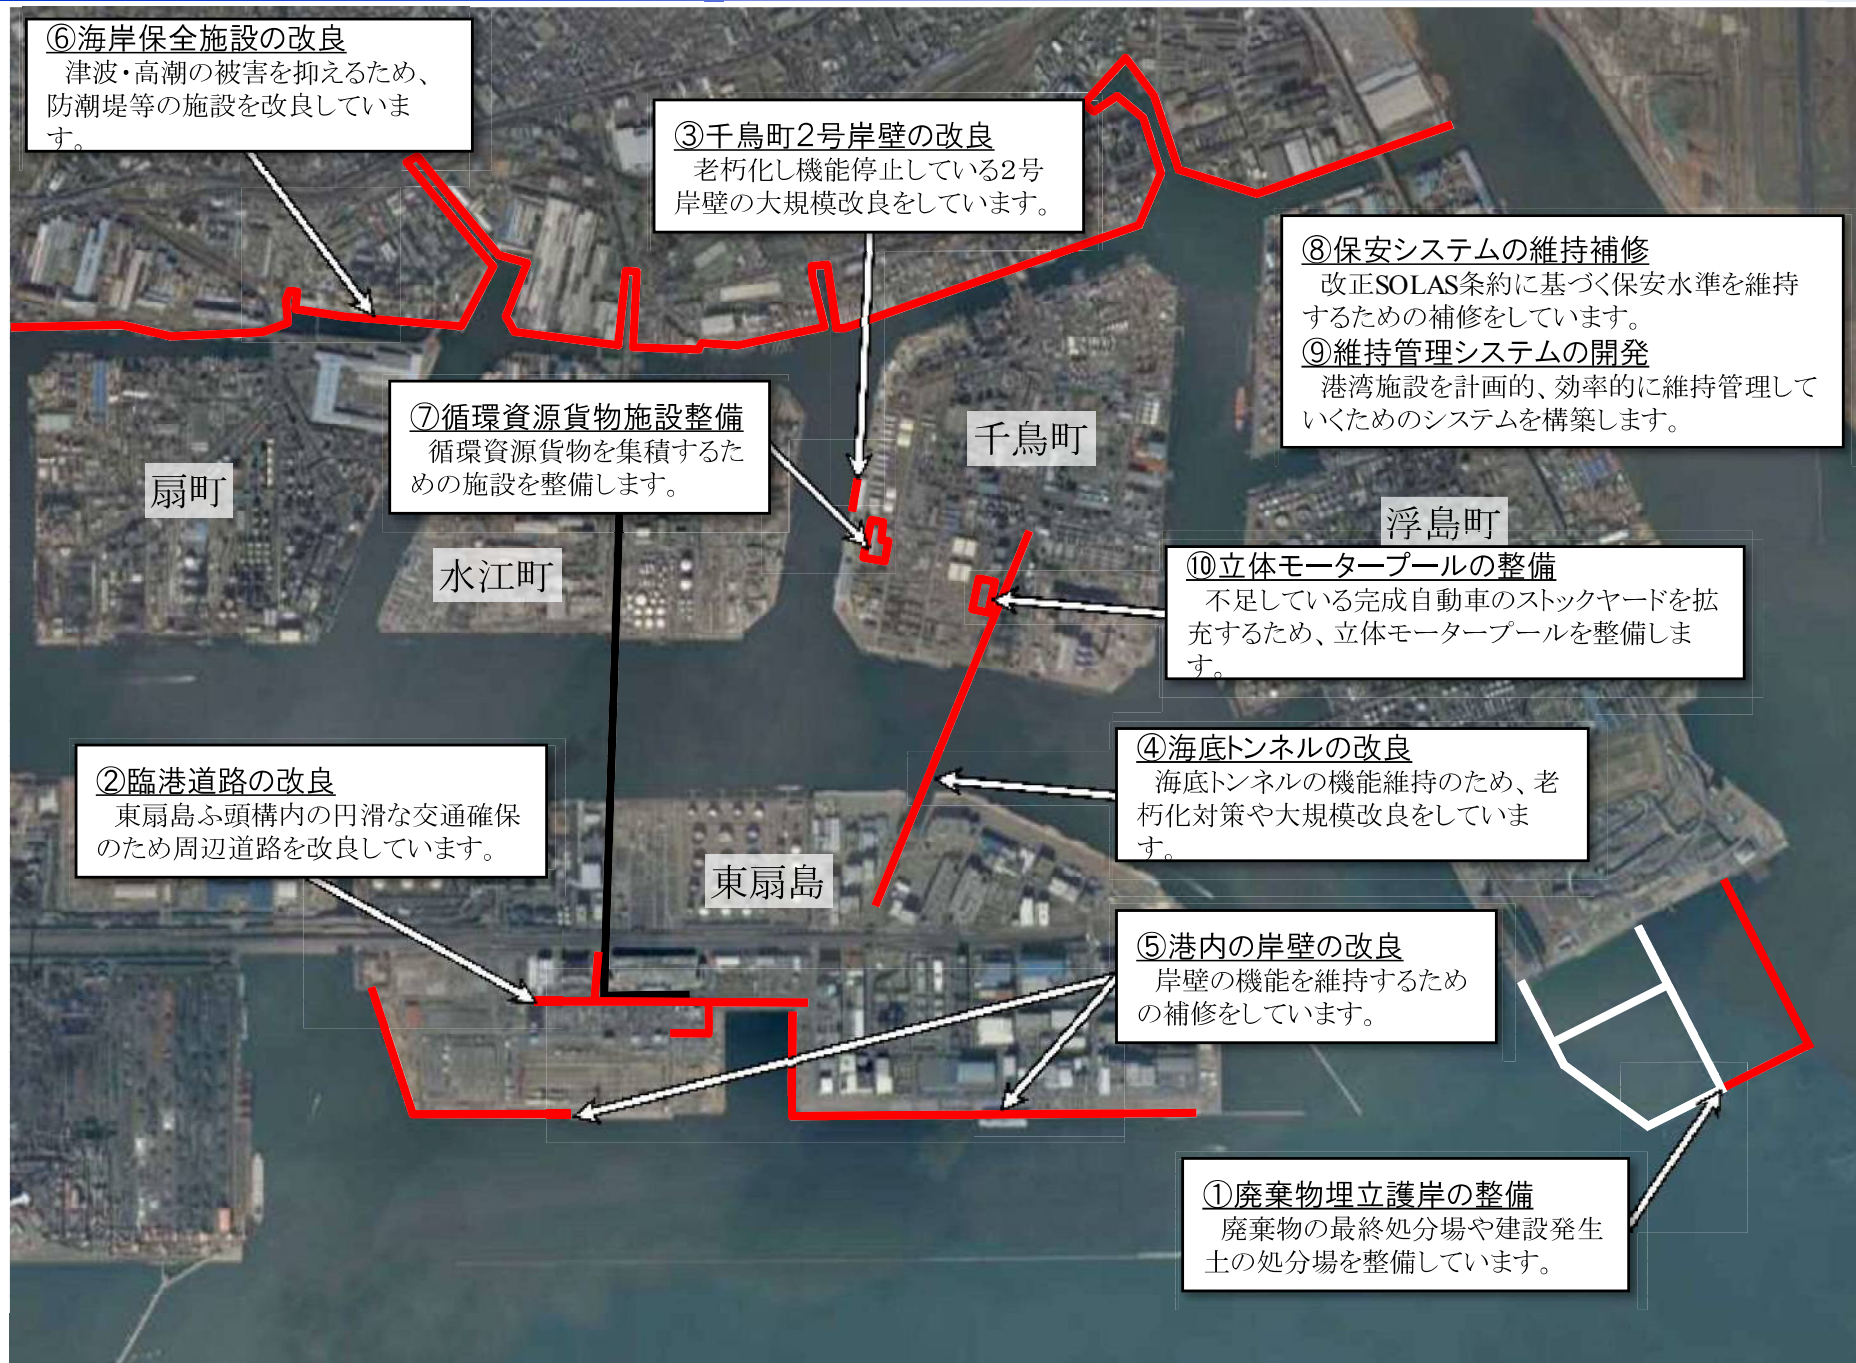 ⑥海岸保全施設の改良
津波・高潮の被害を抑えるため、
防潮堤等の施設を改良していま
す。
③千鳥町2号岸壁の改良
老朽化し機能停止している2号
岸壁の大規模改良をしています。
⑧保安システムの維持補修
改正SOLAS条約に基づく保安水準を維持
するための補修をしています。
⑨維持管理システムの開発
港湾施設を計画的、効率的に維持管理して
いくためのシステムを構築します。
⑦循環資源貨物施設整備
循環資源貨物を集積するた
めの施設を整備します。
千鳥町
扇町
水江町
浮島町
⑩立体モータープールの整備
不足している完成自動車のストックヤードを拡
充するため、立体モータープールを整備しま
す。
④海底トンネルの改良
海底トンネルの機能維持のため、老
朽化対策や大規模改良をしていま
す。
②臨港道路の改良
東扇島ふ頭構内の円滑な交通確保
のため周辺道路を改良しています。
東扇島
⑤港内の岸壁の改良
岸壁の機能を維持するため
の補修をしています。
①廃棄物埋立護岸の整備
廃棄物の最終処分場や建設発生
土の処分場を整備しています。